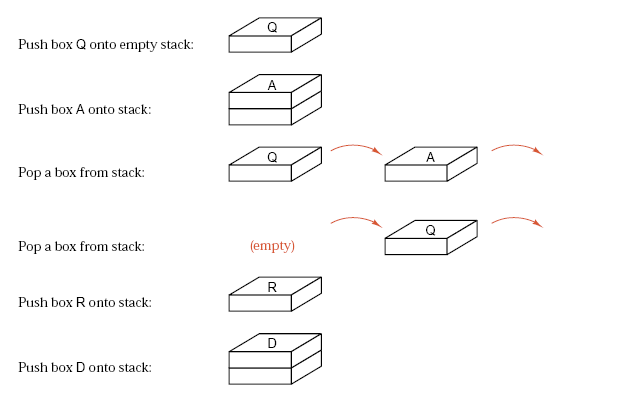 Push box Q onto empty stack:
Q
Push box A onto stack:
A
Pop a box from stack:
Q
A
Pop a box from stack:
(empty)
Q
Push box R onto stack:
R
Push box D onto stack:
D